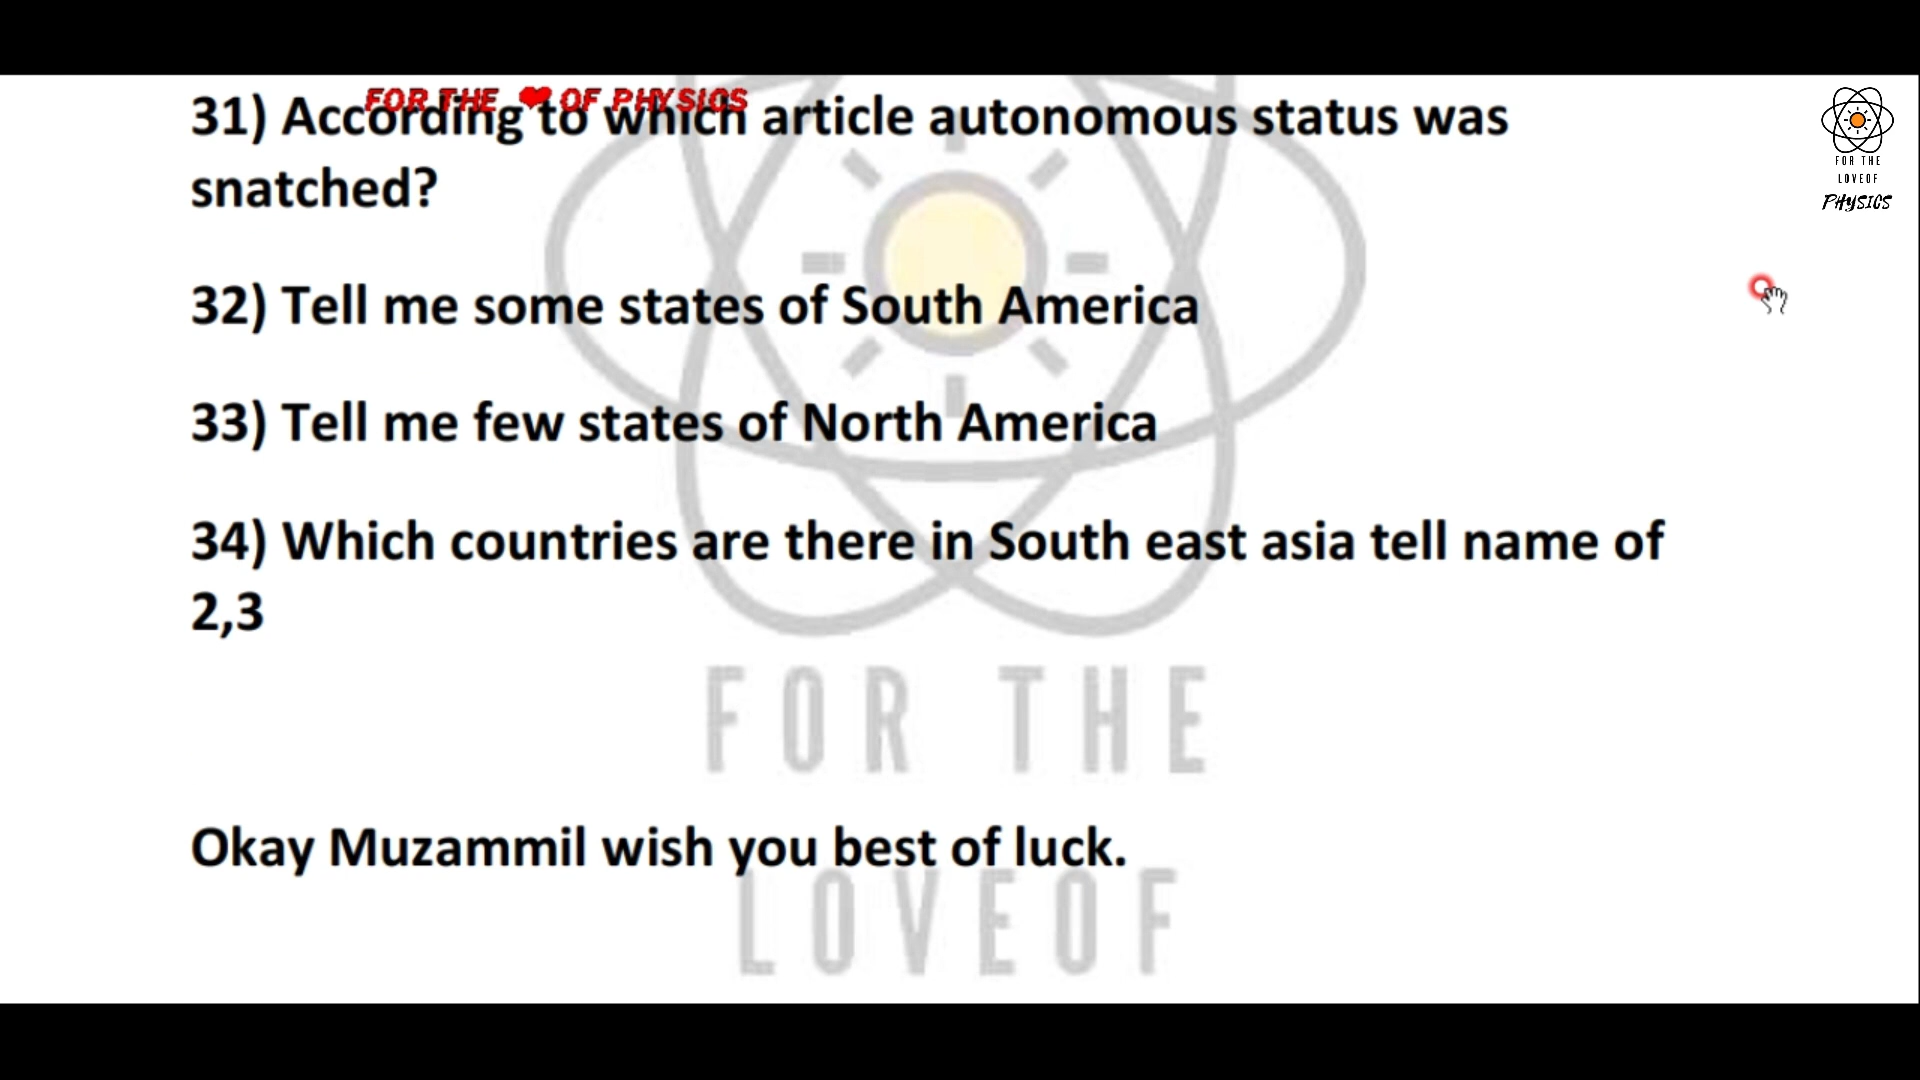 FOR THE ❤ OF PHYSICS
31) According to which article autonomous status was
snatched?
32) Tell me some states of South America
33) Tell me few states of North America
34) Which countries are there in South east asia tell name of
2,3
Okay Muzammil wish you best of luck.
FOR THE
LOVEOF
FOR THE
LOVEOF
PHYSICS